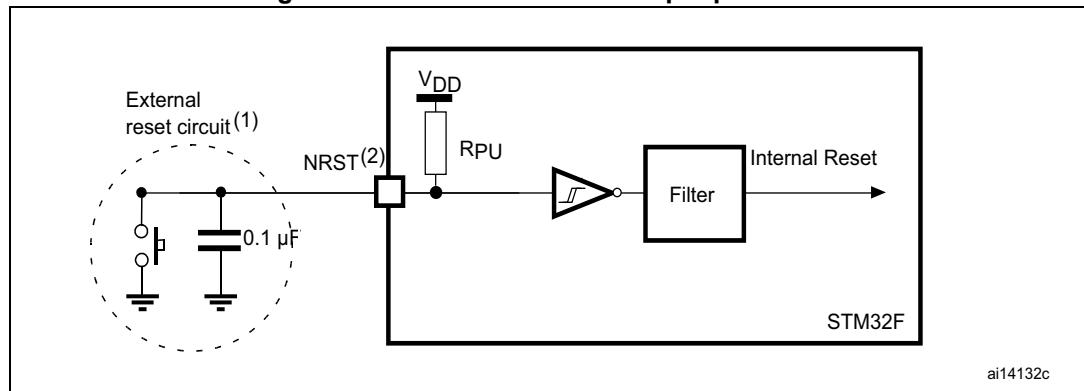 VDD
External
reset circuit(1)
NRST(2)
RPU
Internal Reset
Filter
0.1 µF
STM32F
ai14132c